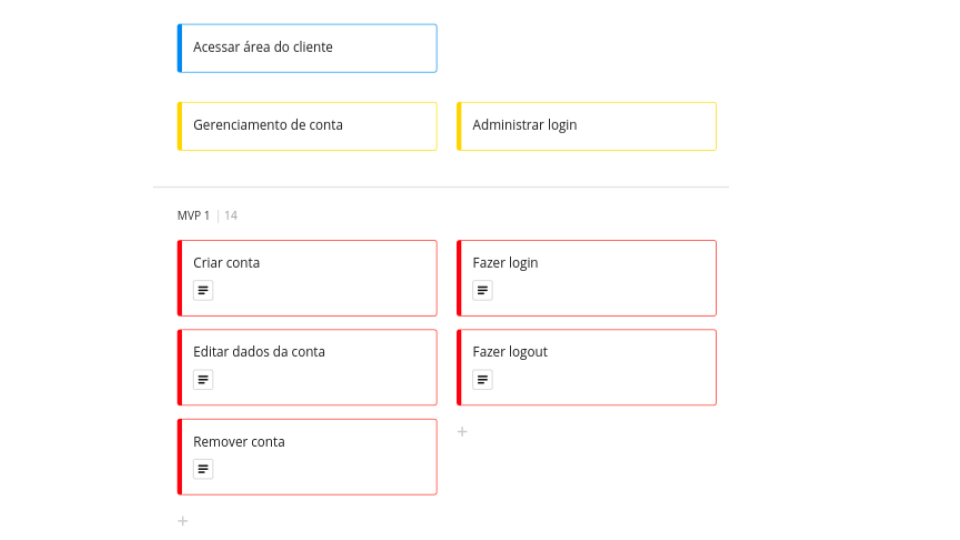 Acessar área do cliente
Gerenciamento de conta
Administrar login
MVP 1 | 14
Criar conta
Fazer login
Editar dados da conta
Fazer logout
Remover conta